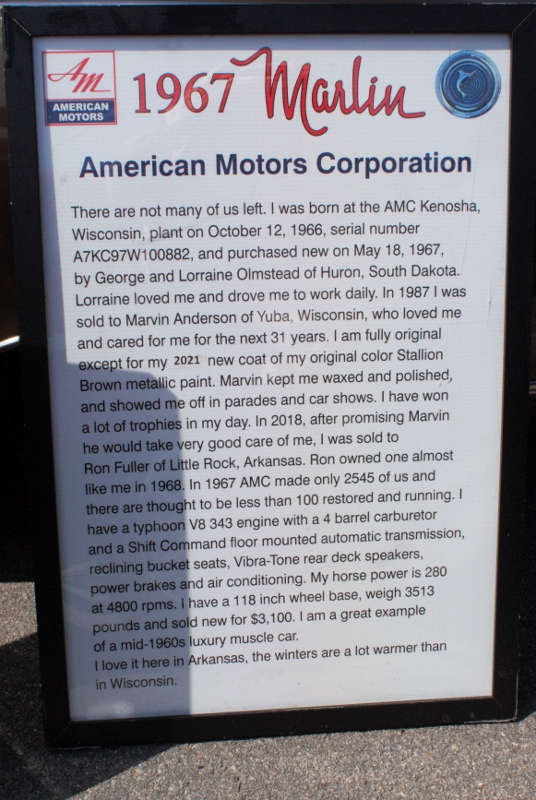 AM
AMERICAN
MOTORS
1967 Marlin
American Motors Corporation
There are not many of us left. I was born at the AMC Kenosha,
Wisconsin, plant on October 12, 1966, serial number
A7KC97W100882, and purchased new on May 18, 1967,
by George and Lorraine Olmstead of Huron, South Dakota.
Lorraine loved me and drove me to work daily. In 1987 I was
sold to Marvin Anderson of Yuba, Wisconsin, who loved me
and cared for me for the next 31 years. I am fully original
except for my 2021 new coat of my original color Stallion
Brown metallic paint. Marvin kept me waxed and polished,
and showed me off in parades and car shows. I have won
a lot of trophies in my day. In 2018, after promising Marvin
he would take very good care of me, I was sold to
Ron Fuller of Little Rock, Arkansas. Ron owned one almost
like me in 1968. In 1967 AMC made only 2545 of us and
there are thought to be less than 100 restored and running. I
have a typhoon V8 343 engine with a 4 barrel carburetor
and a Shift Command floor mounted automatic transmission,
reclining bucket seats, Vibra-Tone rear deck speakers,
power brakes and air conditioning. My horse power is 280
at 4800 rpms. I have a 118 inch wheel base, weigh 3513
pounds and sold new for $3,100. I am a great example
of a mid-1960s luxury muscle car.
I love it here in Arkansas, the winters are a lot warmer than
in Wisconsin.